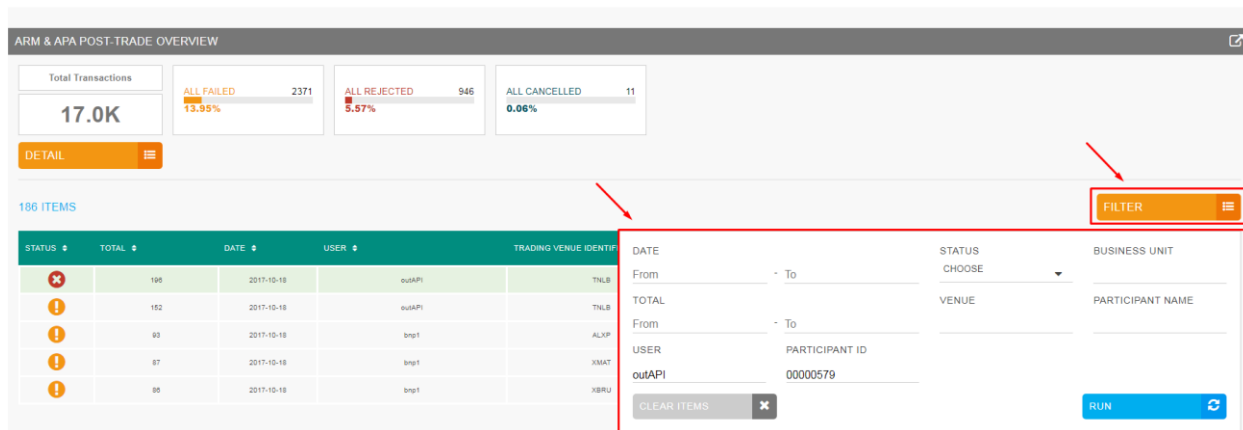 ARM & APA POST-TRADE OVERVIEW
Total Transactions
17.0K
ALL FAILED 2371
13.95%
ALL REJECTED 946
5.57%
ALL CANCELLED 11
0.06%
DETAIL
186 ITEMS
FILTER
STATUS TOTAL DATE USER TRADING VENUE IDENTIF
196 2017-10-18 outAPI TNLB
152 2017-10-18 outAPI TNLB
93 2017-10-18 bnp1 ALXP
87 2017-10-18 bnp1 XMAT
86 2017-10-18 bnp1 XBRU
DATE STATUS BUSINESS UNIT
From - To CHOOSE
TOTAL VENUE PARTICIPANT NAME
From - To
USER PARTICIPANT ID
outAPI 00000579
CLEAR ITEMS RUN